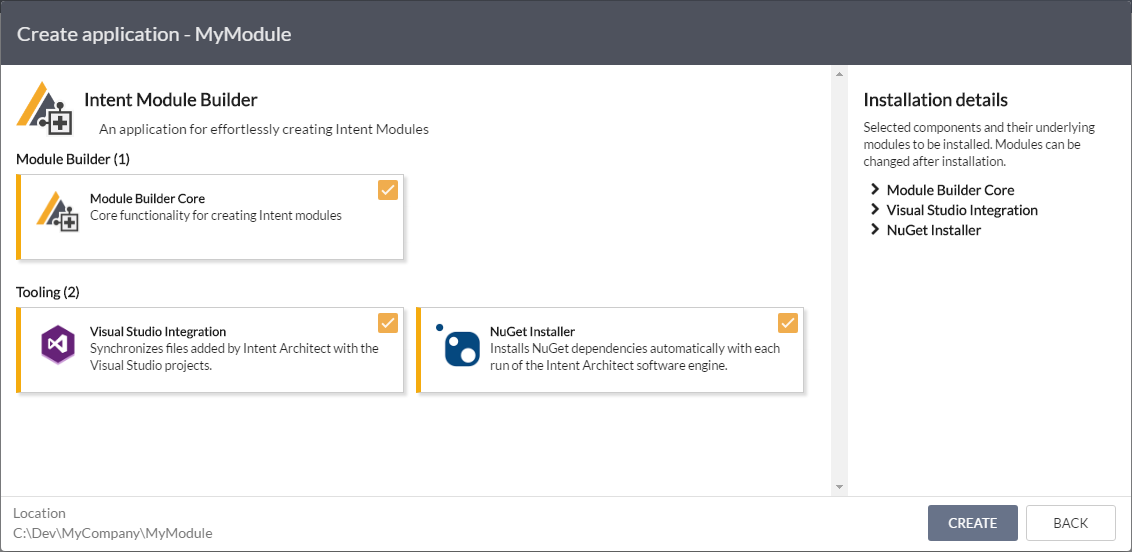 Create application - MyModule
Intent Module Builder
An application for effortlessly creating Intent Modules
Module Builder (1)
Module Builder Core
Core functionality for creating Intent modules
Tooling (2)
Visual Studio Integration
Synchronizes files added by Intent Architect with the
Visual Studio projects.
NuGet Installer
Installs NuGet dependencies automatically with each
run of the Intent Architect software engine.
Installation details
Selected components and their underlying
modules to be installed. Modules can be
changed after installation.
Module Builder Core
Visual Studio Integration
NuGet Installer
Location
C:\Dev\MyCompany\MyModule
CREATE
BACK